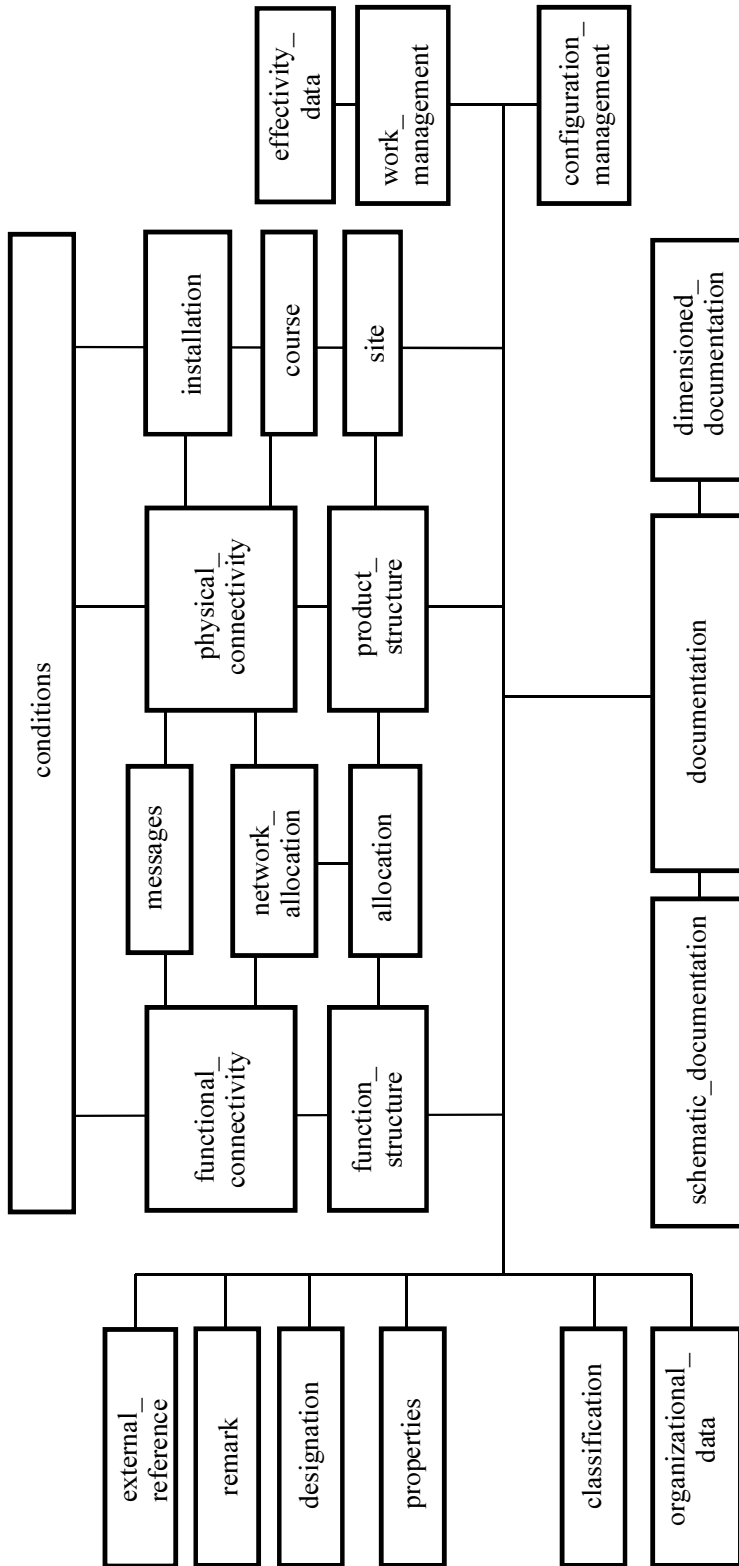 conditions
external_
reference
remark
designation
properties
classification
organizational_
data
functional_
connectivity
function_
structure
messages
network_
allocation
allocation
physical_
connectivity
product_
structure
installation
course
site
effectivity_
data
work_
management
configuration_
management
schematic_documentation
documentation
dimensioned_
documentation